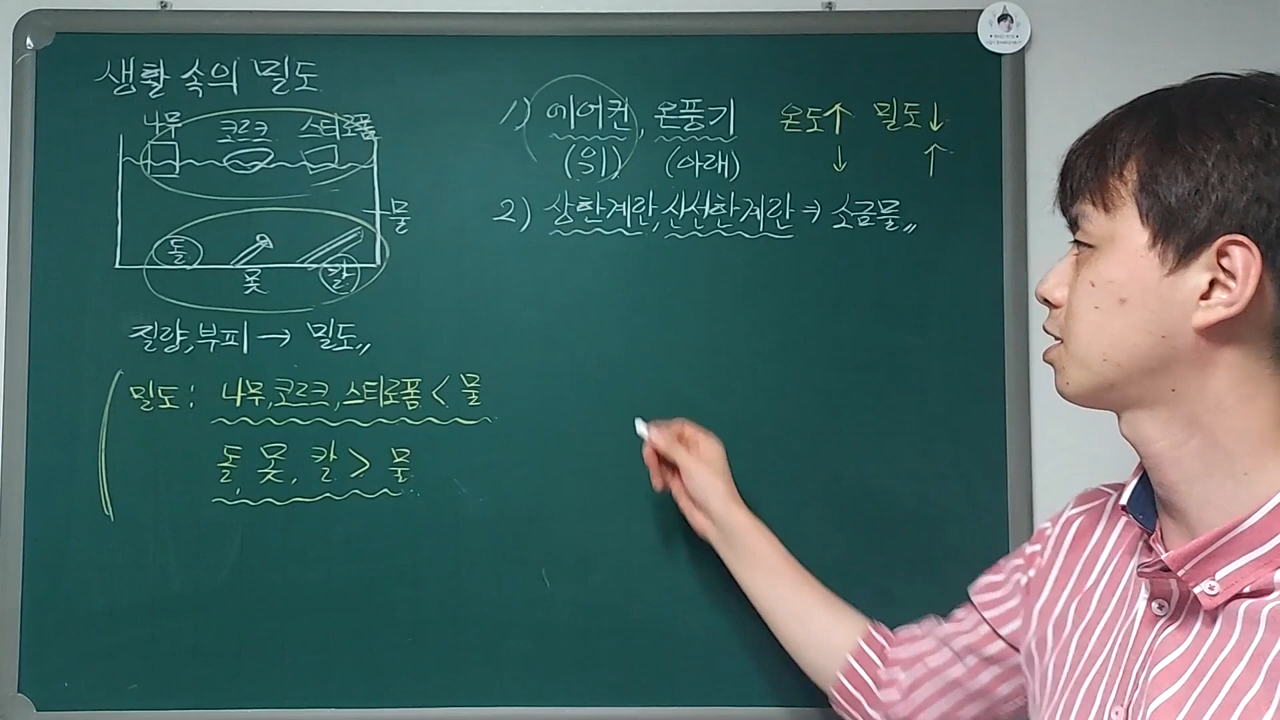 생활 속의 밀도
나무 코르크 스티로폼
물
돌
못
칼
질량, 부피 → 밀도〃
밀도 : 나무, 코르크, 스티로폼 < 물
돌, 못, 칼 > 물
1) 에어컨, 온풍기 온도↑ 밀도↓
(위) (아래) ↓ ↑
2) 상한계란, 신선한계란 ⇒ 소금물〃